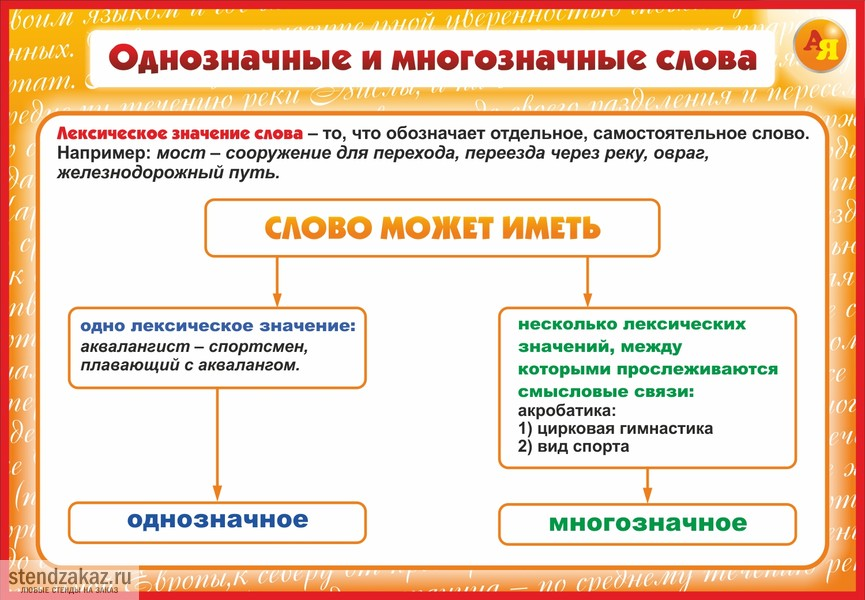 Однозначные и многозначные слова
АЯ
Лексическое значение слова – то, что обозначает отдельное, самостоятельное слово.
Например: мост – сооружение для перехода, переезда через реку, овраг,
железнодорожный путь.
СЛОВО МОЖЕТ ИМЕТЬ
одно лексическое значение:
аквалангист – спортсмен,
плавающий с аквалангом.
однозначное
несколько лексических
значений, между
которыми прослеживаются
смысловые связи:
акробатика:
1) цирковая гимнастика
2) вид спорта
многозначное
stendzakaz.ru
ЛЮБЫЕ СТЕНДЫ НА ЗАКАЗ